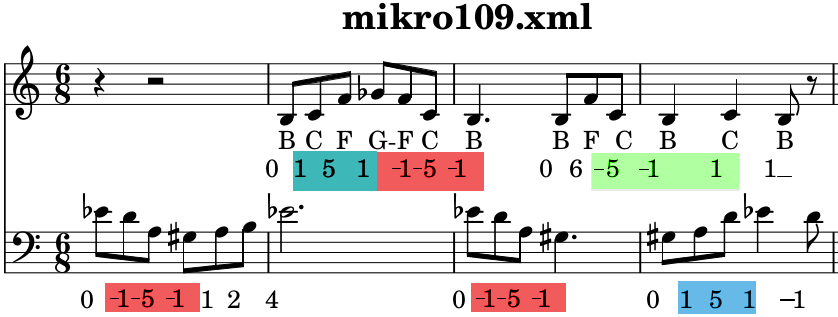 mikro109.xml
6 8
B C F G-F C B B F C B C B
0 1 5 1 -1-5 -1 0 6 -5 -1 1 1_
6 8
0 -1-5 -1 1 2 4 0 -1-5 -1 0 1 5 1 -1